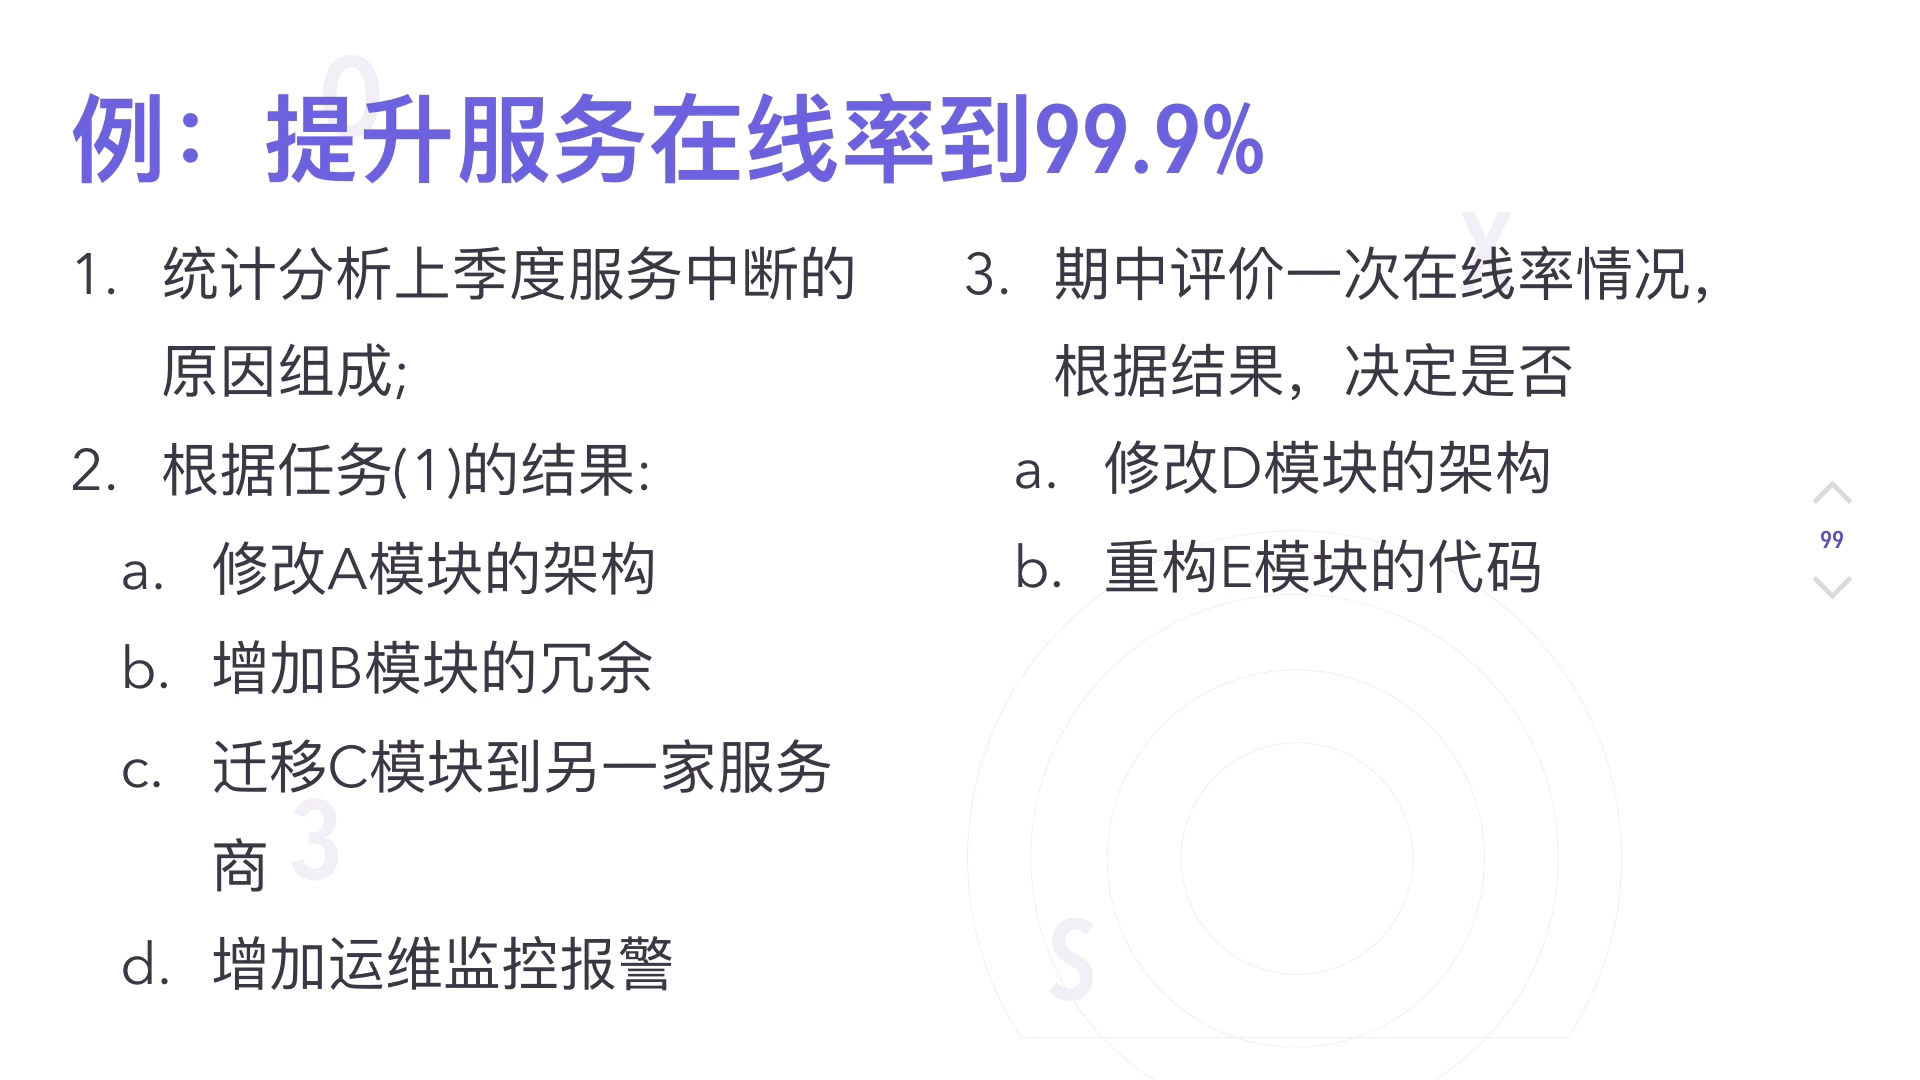 例：提升服务在线率到99.9%
1. 统计分析上季度服务中断的
原因组成;
2. 根据任务(1)的结果:
a. 修改A模块的架构
b. 增加B模块的冗余
c. 迁移C模块到另一家服务
商
d. 增加运维监控报警
3. 期中评价一次在线率情况，
根据结果，决定是否
a. 修改D模块的架构
b. 重构E模块的代码
99
O
X
3
S